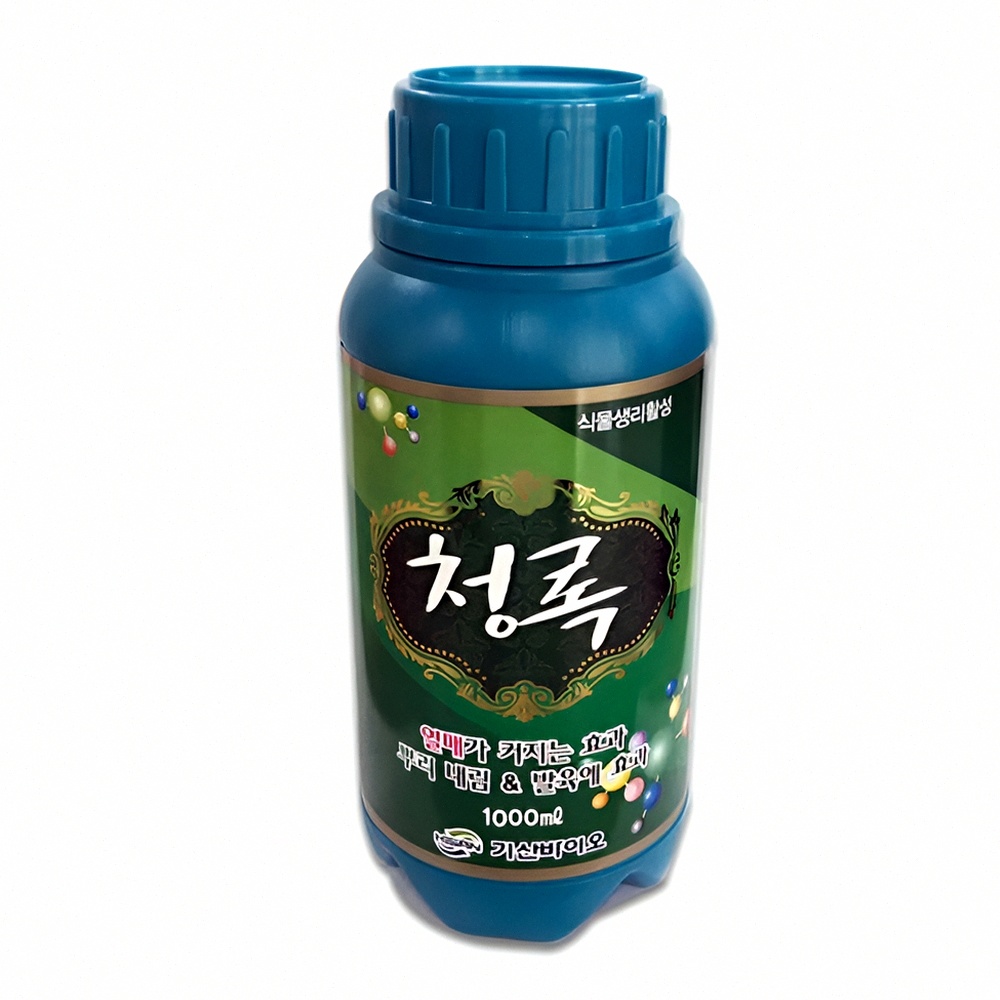 식물생리활성
청록
열매가 커지는 효과
뿌리 내림 & 발육에 효과
1000㎖
기산바이오